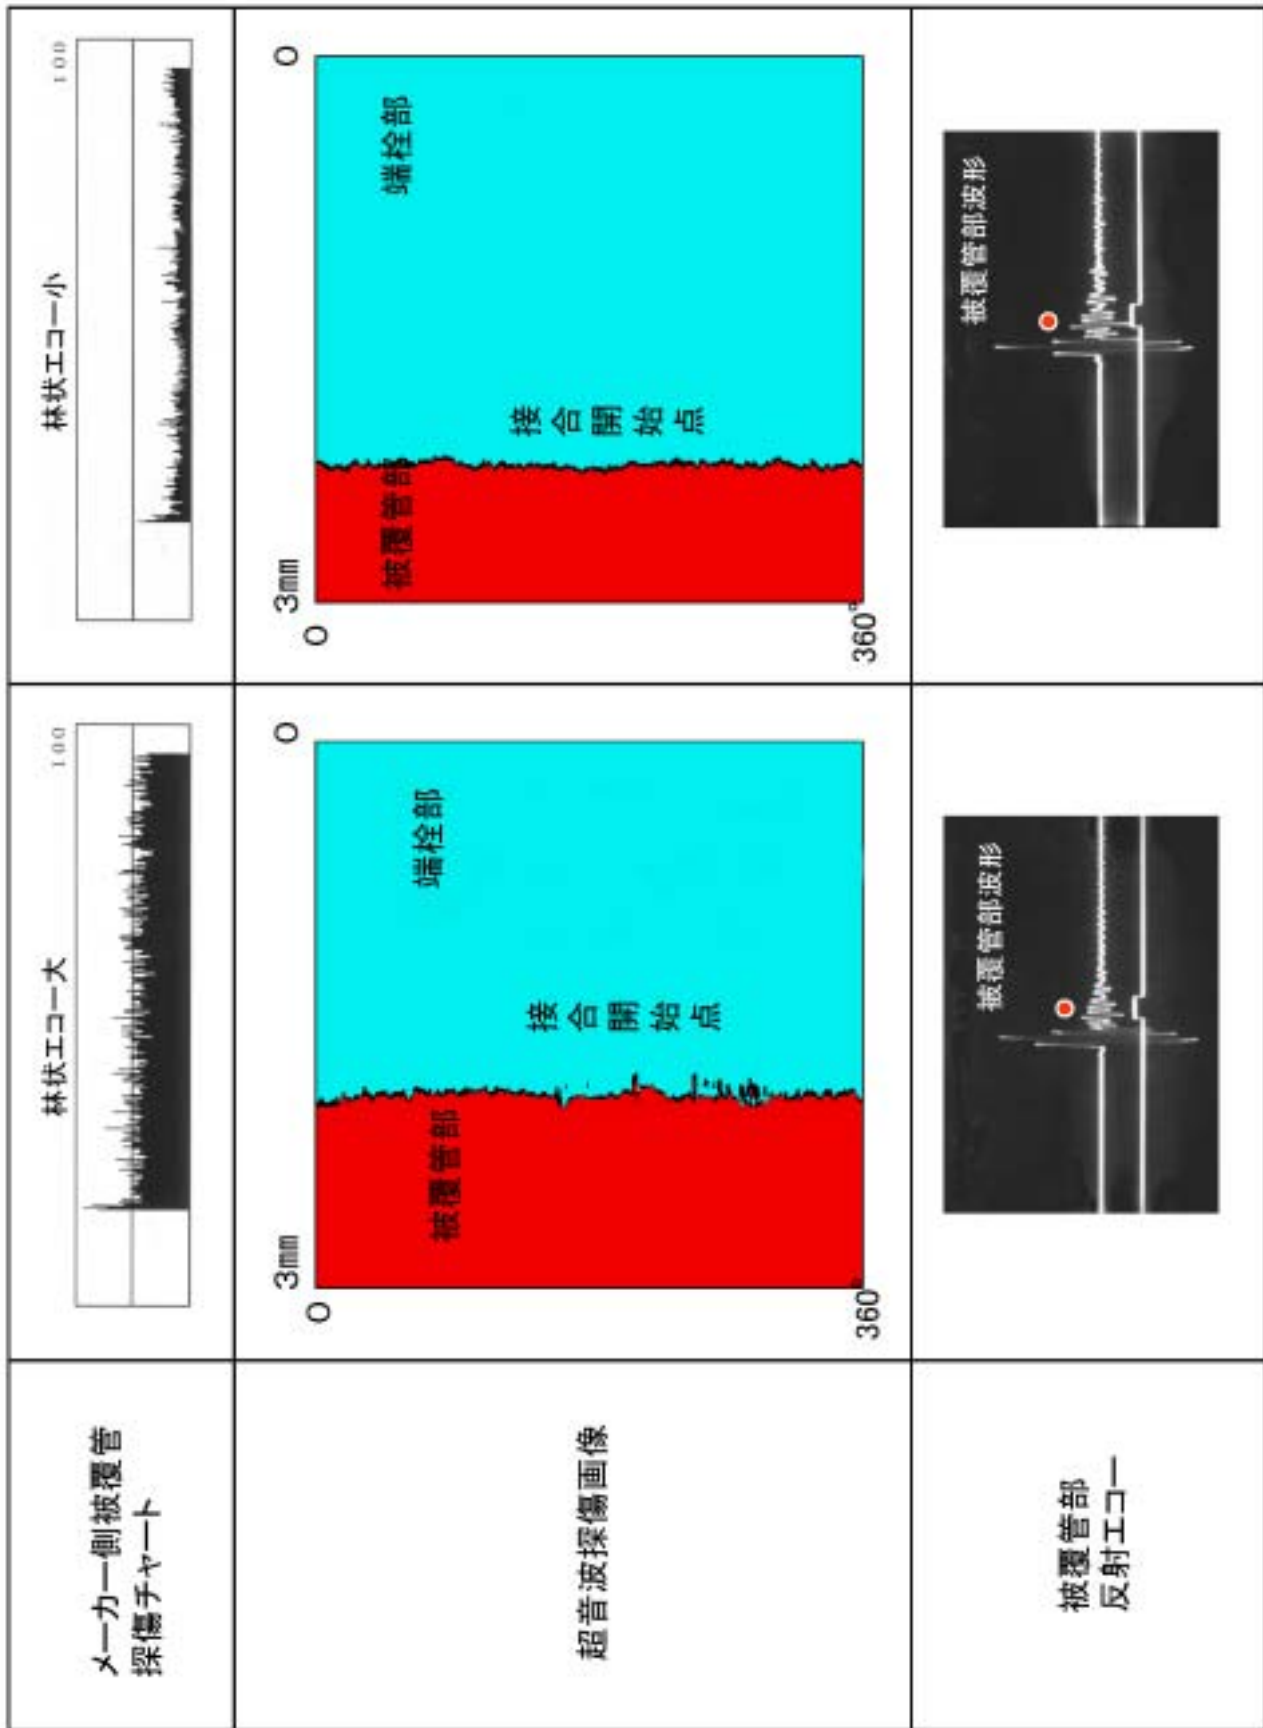 メーカー側被覆管
探傷チャート
林状エコー大
100
林状エコー小
100
超音波探傷画像
3mm
0
0
被覆管部
接合開始点
端栓部
360°
3mm
0
0
被覆管部
接合開始点
端栓部
360°
被覆管部
反射エコー
被覆管部波形
被覆管部波形